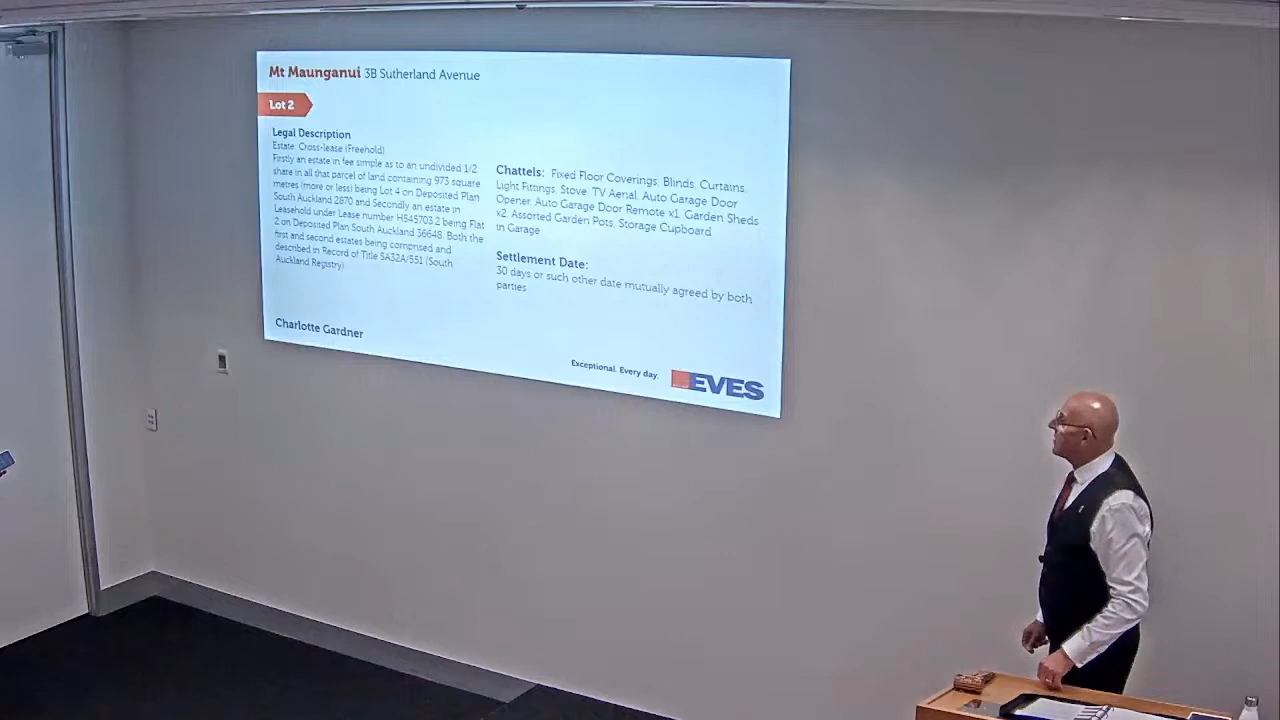 Mt Maunganui 3B Sutherland Avenue
Lot 2
Legal Description
Estate: Cross-lease (Freehold)
Firstly an estate in fee simple as to an undivided 1/2
share in all that parcel of land containing 973 square
metres (more or less) being Lot 4 on Deposited Plan
South Auckland 2870 and Secondly an estate in
Leasehold under Lease number H545703.2 being Flat
2 on Deposited Plan South Auckland 36648. Both the
first and second estates being comprised and
described in Record of Title SA32A/551 (South
Auckland Registry)
Chattels: Fixed Floor Coverings, Blinds, Curtains,
Light Fittings, Stove, TV Aerial, Auto Garage Door
Opener, Auto Garage Door Remote x1, Garden Sheds
x2, Assorted Garden Pots, Storage Cupboard
in Garage
Settlement Date:
30 days or such other date mutually agreed by both
parties
Charlotte Gardner
Exceptional. Every day.
EVES